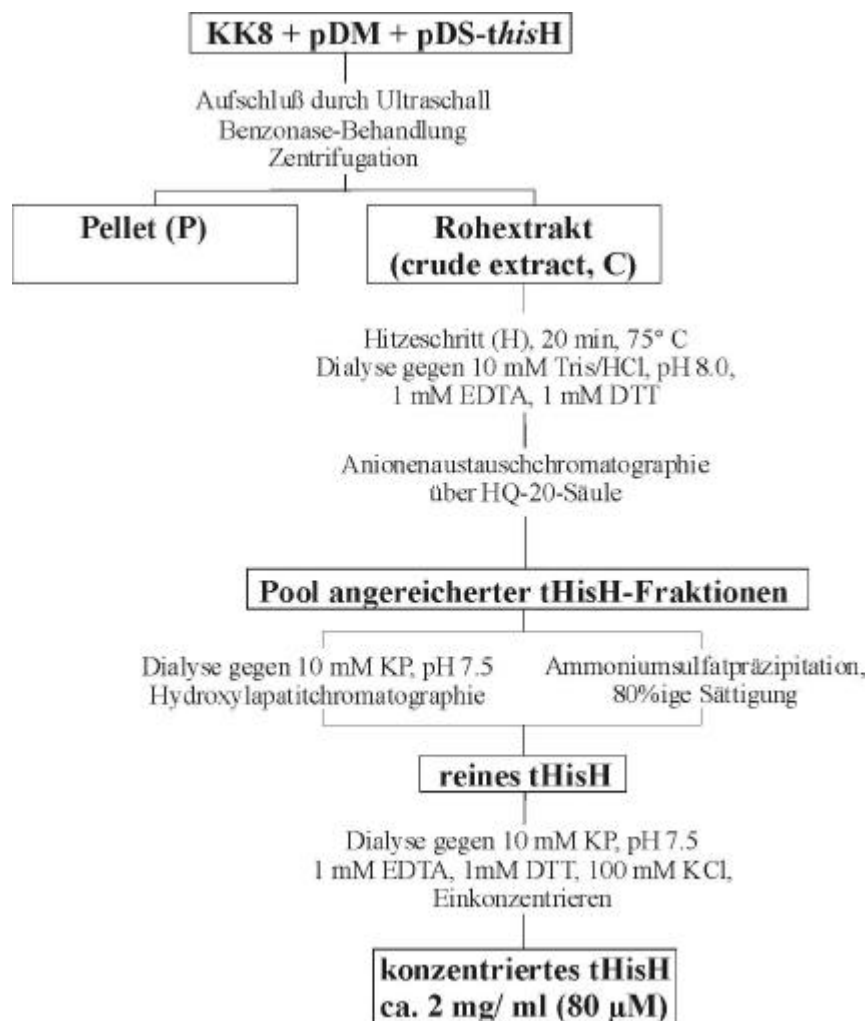 KK8 + pDM + pDS-thisH
Aufschluß durch Ultraschall
Benzonase-Behandlung
Zentrifugation
Pellet (P)
Rohextrakt
(crude extract, C)
Hitzeschritt (H), 20 min, 75° C
Dialyse gegen 10 mM Tris/HCl, pH 8.0,
1 mM EDTA, 1 mM DTT
Anionenaustauschchromatographie
über HQ-20-Säule
Pool angereicherter tHisH-Fraktionen
Dialyse gegen 10 mM KP, pH 7.5
Hydroxylapatitchromatographie
Ammoniumsulfatpräzipitation,
80%ige Sättigung
reines tHisH
Dialyse gegen 10 mM KP, pH 7.5
1 mM EDTA, 1mM DTT, 100 mM KCl,
Einkonzentrieren
konzentriertes tHisH
ca. 2 mg/ ml (80 µM)